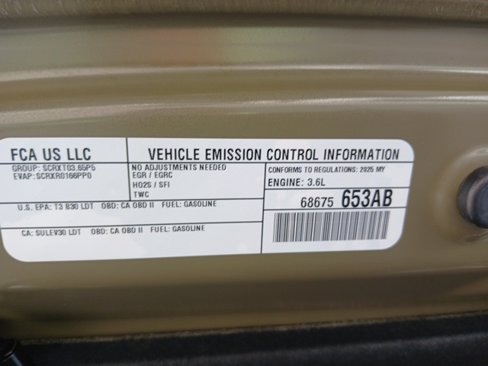 FCA US LLC
VEHICLE EMISSION CONTROL INFORMATION
GROUP: SCRXT03.65P5
EVAP: SCRXR0166PP0
NO ADJUSTMENTS NEEDED
EGR / EGRC
HO2S / SFI
TWC
CONFORMS TO REGULATIONS: 2025 MY
ENGINE: 3.6L
U.S. EPA: T3 B30 LDT OBD: CA OBD II FUEL: GASOLINE
68675 653AB
CA: SULEV30 LDT OBD: CA OBD II FUEL: GASOLINE